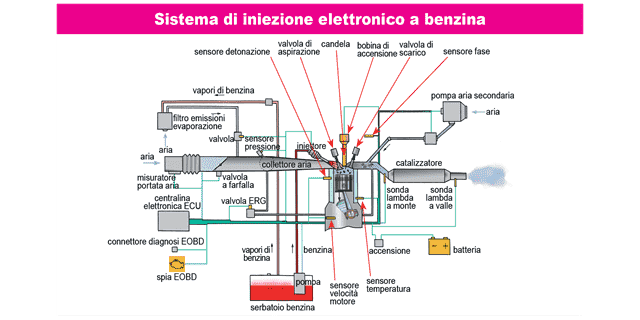 Sistema di iniezione elettronico a benzina
sensore detonazione
valvola di
aspirazione
candela
bobina di
accensione
valvola di
scarico
sensore fase
vapori di benzina
pompa aria secondaria
filtro emissioni
evaporazione
aria
valvola
sensore
pressione
iniettore
aria
aria
collettore aria
catalizzatore
misuratore
portata aria
valvola
a farfalla
sonda
lambda
a monte
sonda
lambda
a valle
centralina
elettronica ECU
valvola ERG
connettore diagnosi EOBD
vapori di
benzina
benzina
accensione
batteria
spia EOBD
pompa
serbatoio benzina
sensore
velocità
motore
sensore
temperatura